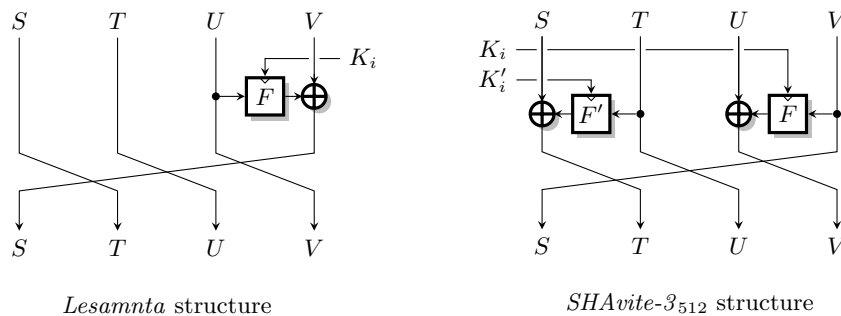 S T U V S T U V
K_i K_i
K'_i
F F' F
S T U V S T U V
Lesamnta structure SHAvite-3_512 structure